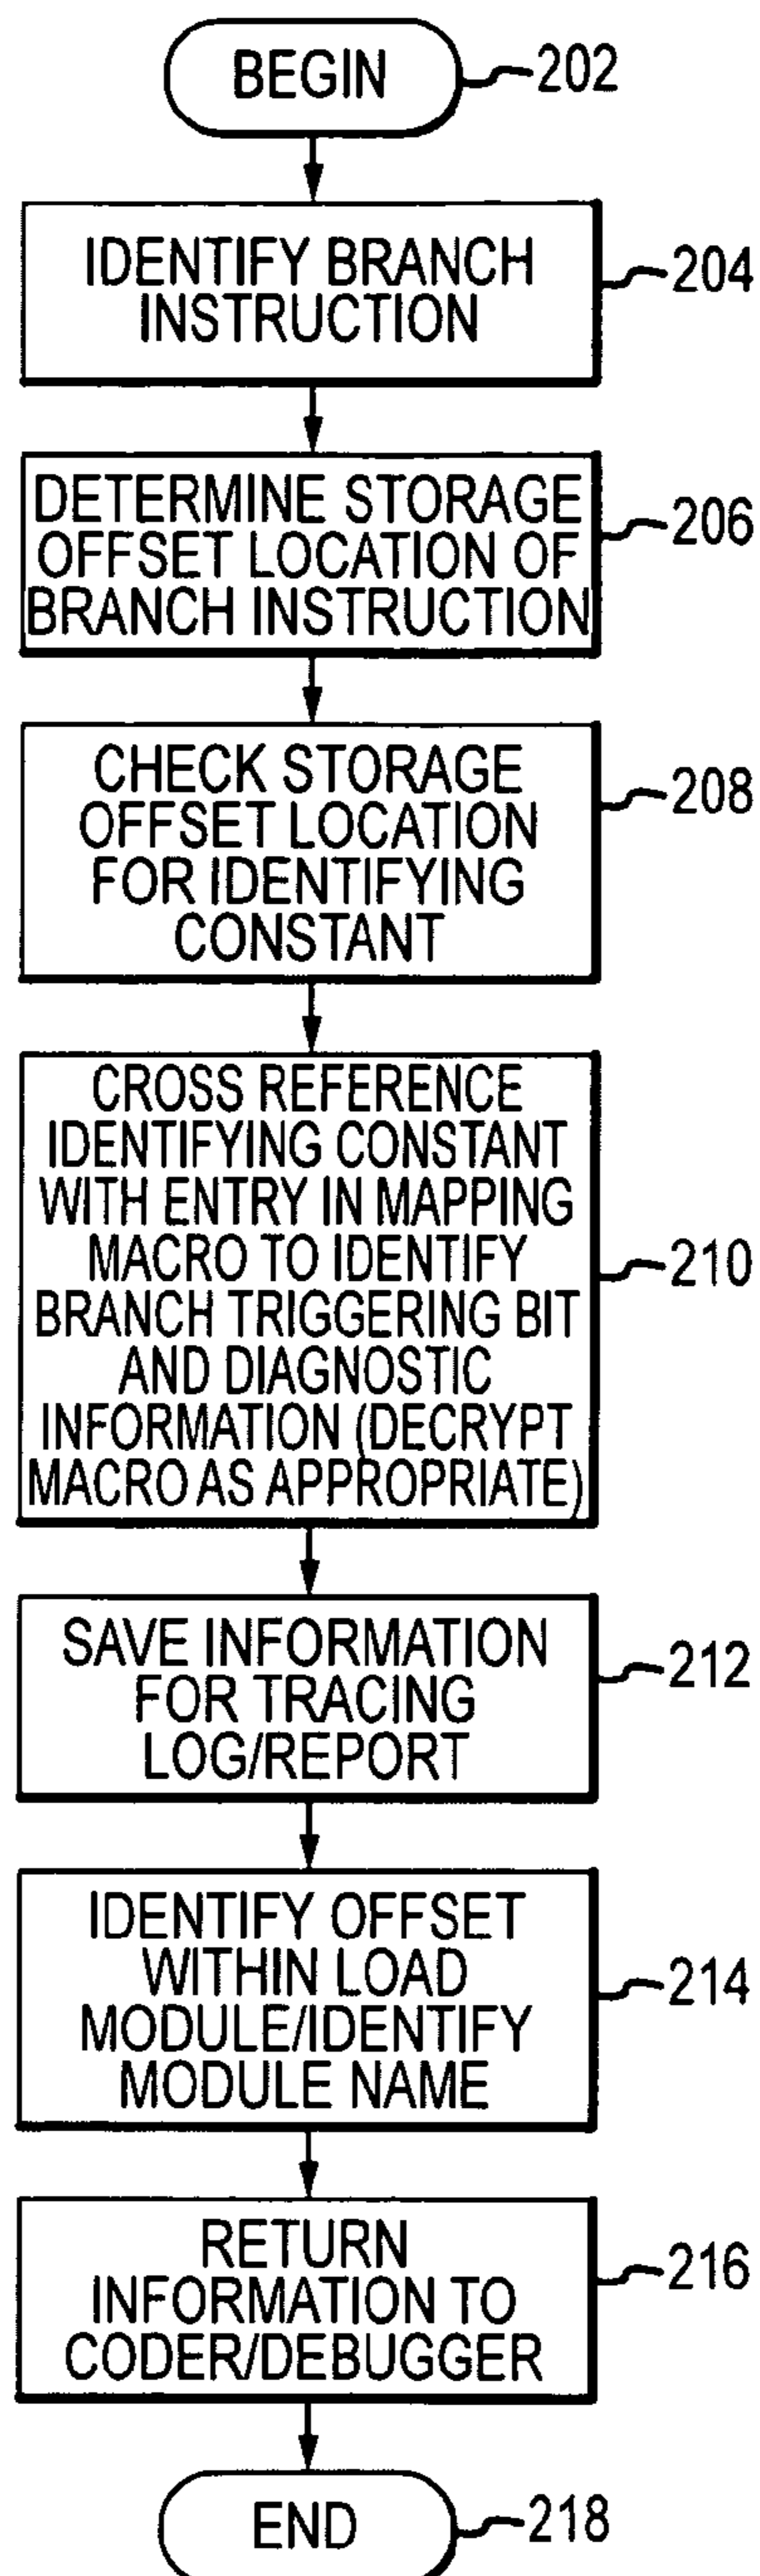 BEGIN
202
IDENTIFY BRANCH
INSTRUCTION
204
DETERMINE STORAGE
OFFSET LOCATION OF
BRANCH INSTRUCTION
206
CHECK STORAGE
OFFSET LOCATION
FOR IDENTIFYING
CONSTANT
208
CROSS REFERENCE
IDENTIFYING CONSTANT
WITH ENTRY IN MAPPING
MACRO TO IDENTIFY
BRANCH TRIGGERING BIT
AND DIAGNOSTIC
INFORMATION (DECRYPT
MACRO AS APPROPRIATE)
210
SAVE INFORMATION
FOR TRACING
LOG/REPORT
212
IDENTIFY OFFSET
WITHIN LOAD
MODULE/IDENTIFY
MODULE NAME
214
RETURN
INFORMATION TO
CODER/DEBUGGER
216
END
218